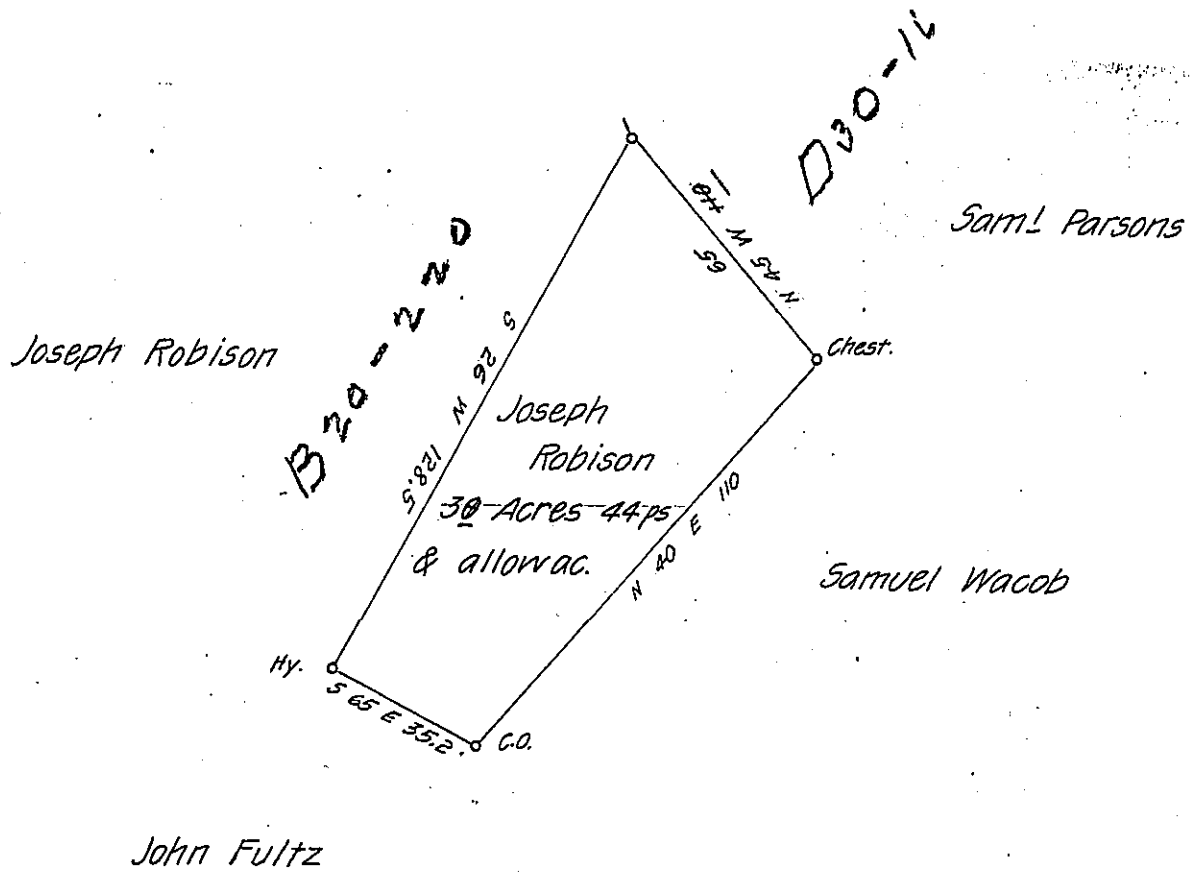 D30-1
Sam! Parsons
N 45 W
65
B20-220
Joseph Robison
S 26 W 128.5
Chest.
Joseph
Robison
30 Acres 44 ps
& allowac.
N 40 E 110
Samuel Wacob
Hy.
S 65 E 35.2.
C.O.
John Fultz